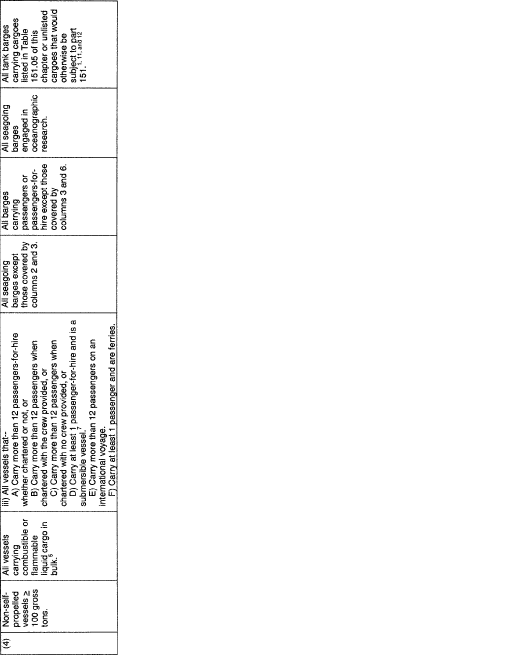 (4)
Non-self-
propelled
vessels ≥
100 gross
tons.
All vessels
carrying
combustible or
flammable
liquid cargo in
bulk.⁶
iii) All vessels that--
A) Carry more than 12 passengers-for-hire
whether chartered or not, or
B) Carry more than 12 passengers when
chartered with the crew provided, or
C) Carry more than 12 passengers when
chartered with no crew provided, or
D) Carry at least 1 passenger-for-hire and is a
submersible vessel.⁷
E) Carry more than 12 passengers on an
international voyage.
F) Carry at least 1 passenger and are ferries.
All seagoing
barges except
those covered by
columns 2 and 3.
All barges
carrying
passengers or
passengers-for-
hire except those
covered by
columns 3 and 6.
All seagoing
barges
engaged in
oceanographic
research.
All tank barges
carrying cargoes
listed in Table
151.05 of this
chapter or unlisted
cargoes that would
otherwise be
subject to part
151.¹, ¹¹, ᵃⁿᵈ ¹²